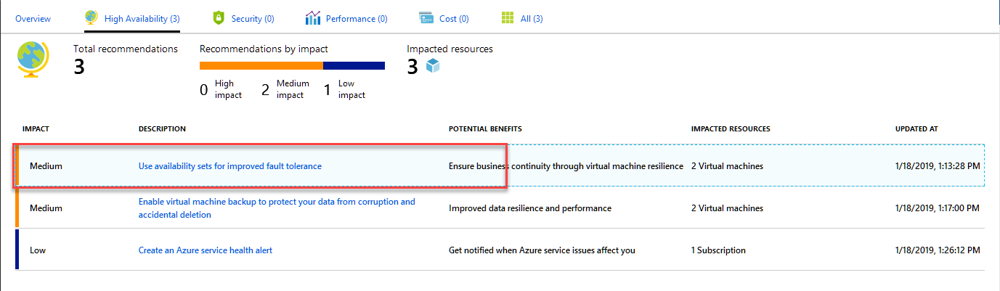 Overview High Availability (3) Security (0) Performance (0) Cost (0) All (3)
Total recommendations Recommendations by impact Impacted resources
3 3
0 High impact 2 Medium impact 1 Low impact
IMPACT DESCRIPTION POTENTIAL BENEFITS IMPACTED RESOURCES UPDATED AT
Medium Use availability sets for improved fault tolerance Ensure business continuity through virtual machine resilience 2 Virtual machines 1/18/2019, 1:13:28 PM
Medium Enable virtual machine backup to protect your data from corruption and
accidental deletion Improved data resilience and performance 2 Virtual machines 1/18/2019, 1:17:00 PM
Low Create an Azure service health alert Get notified when Azure service issues affect you 1 Subscription 1/18/2019, 1:26:12 PM